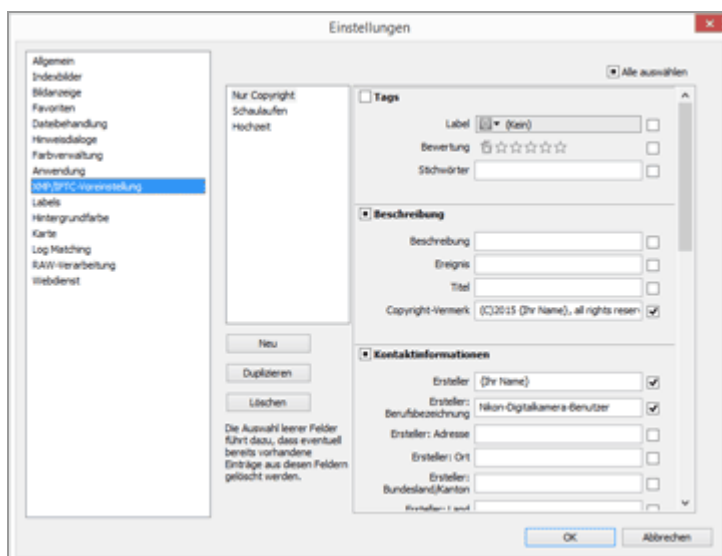 Einstellungen
Allgemein
Indexbilder
Bildanzeige
Favoriten
Dateibehandlung
Hinweisdialoge
Farbverwaltung
Anwendung
XMP/IPTC-Voreinstellung
Labels
Hintergrundfarbe
Karte
Log Matching
RAW-Verarbeitung
Webdienst
Nur Copyright
Schaulaufen
Hochzeit
Neu
Duplizieren
Löschen
Die Auswahl leerer Felder
führt dazu, dass eventuell
bereits vorhandene
Einträge aus diesen Feldern
gelöscht werden.
Alle auswählen
Tags
Label (Kein)
Bewertung
Stichwörter
Beschreibung
Beschreibung
Ereignis
Titel
Copyright-Vermerk (C)2015 {Ihr Name}, all rights reser
Kontaktinformationen
Ersteller {Ihr Name}
Ersteller:
Berufsbezeichnung Nikon-Digitalkamera-Benutzer
Ersteller: Adresse
Ersteller: Ort
Ersteller:
Bundesland/Kanton
Ersteller: Land
OK
Abbrechen